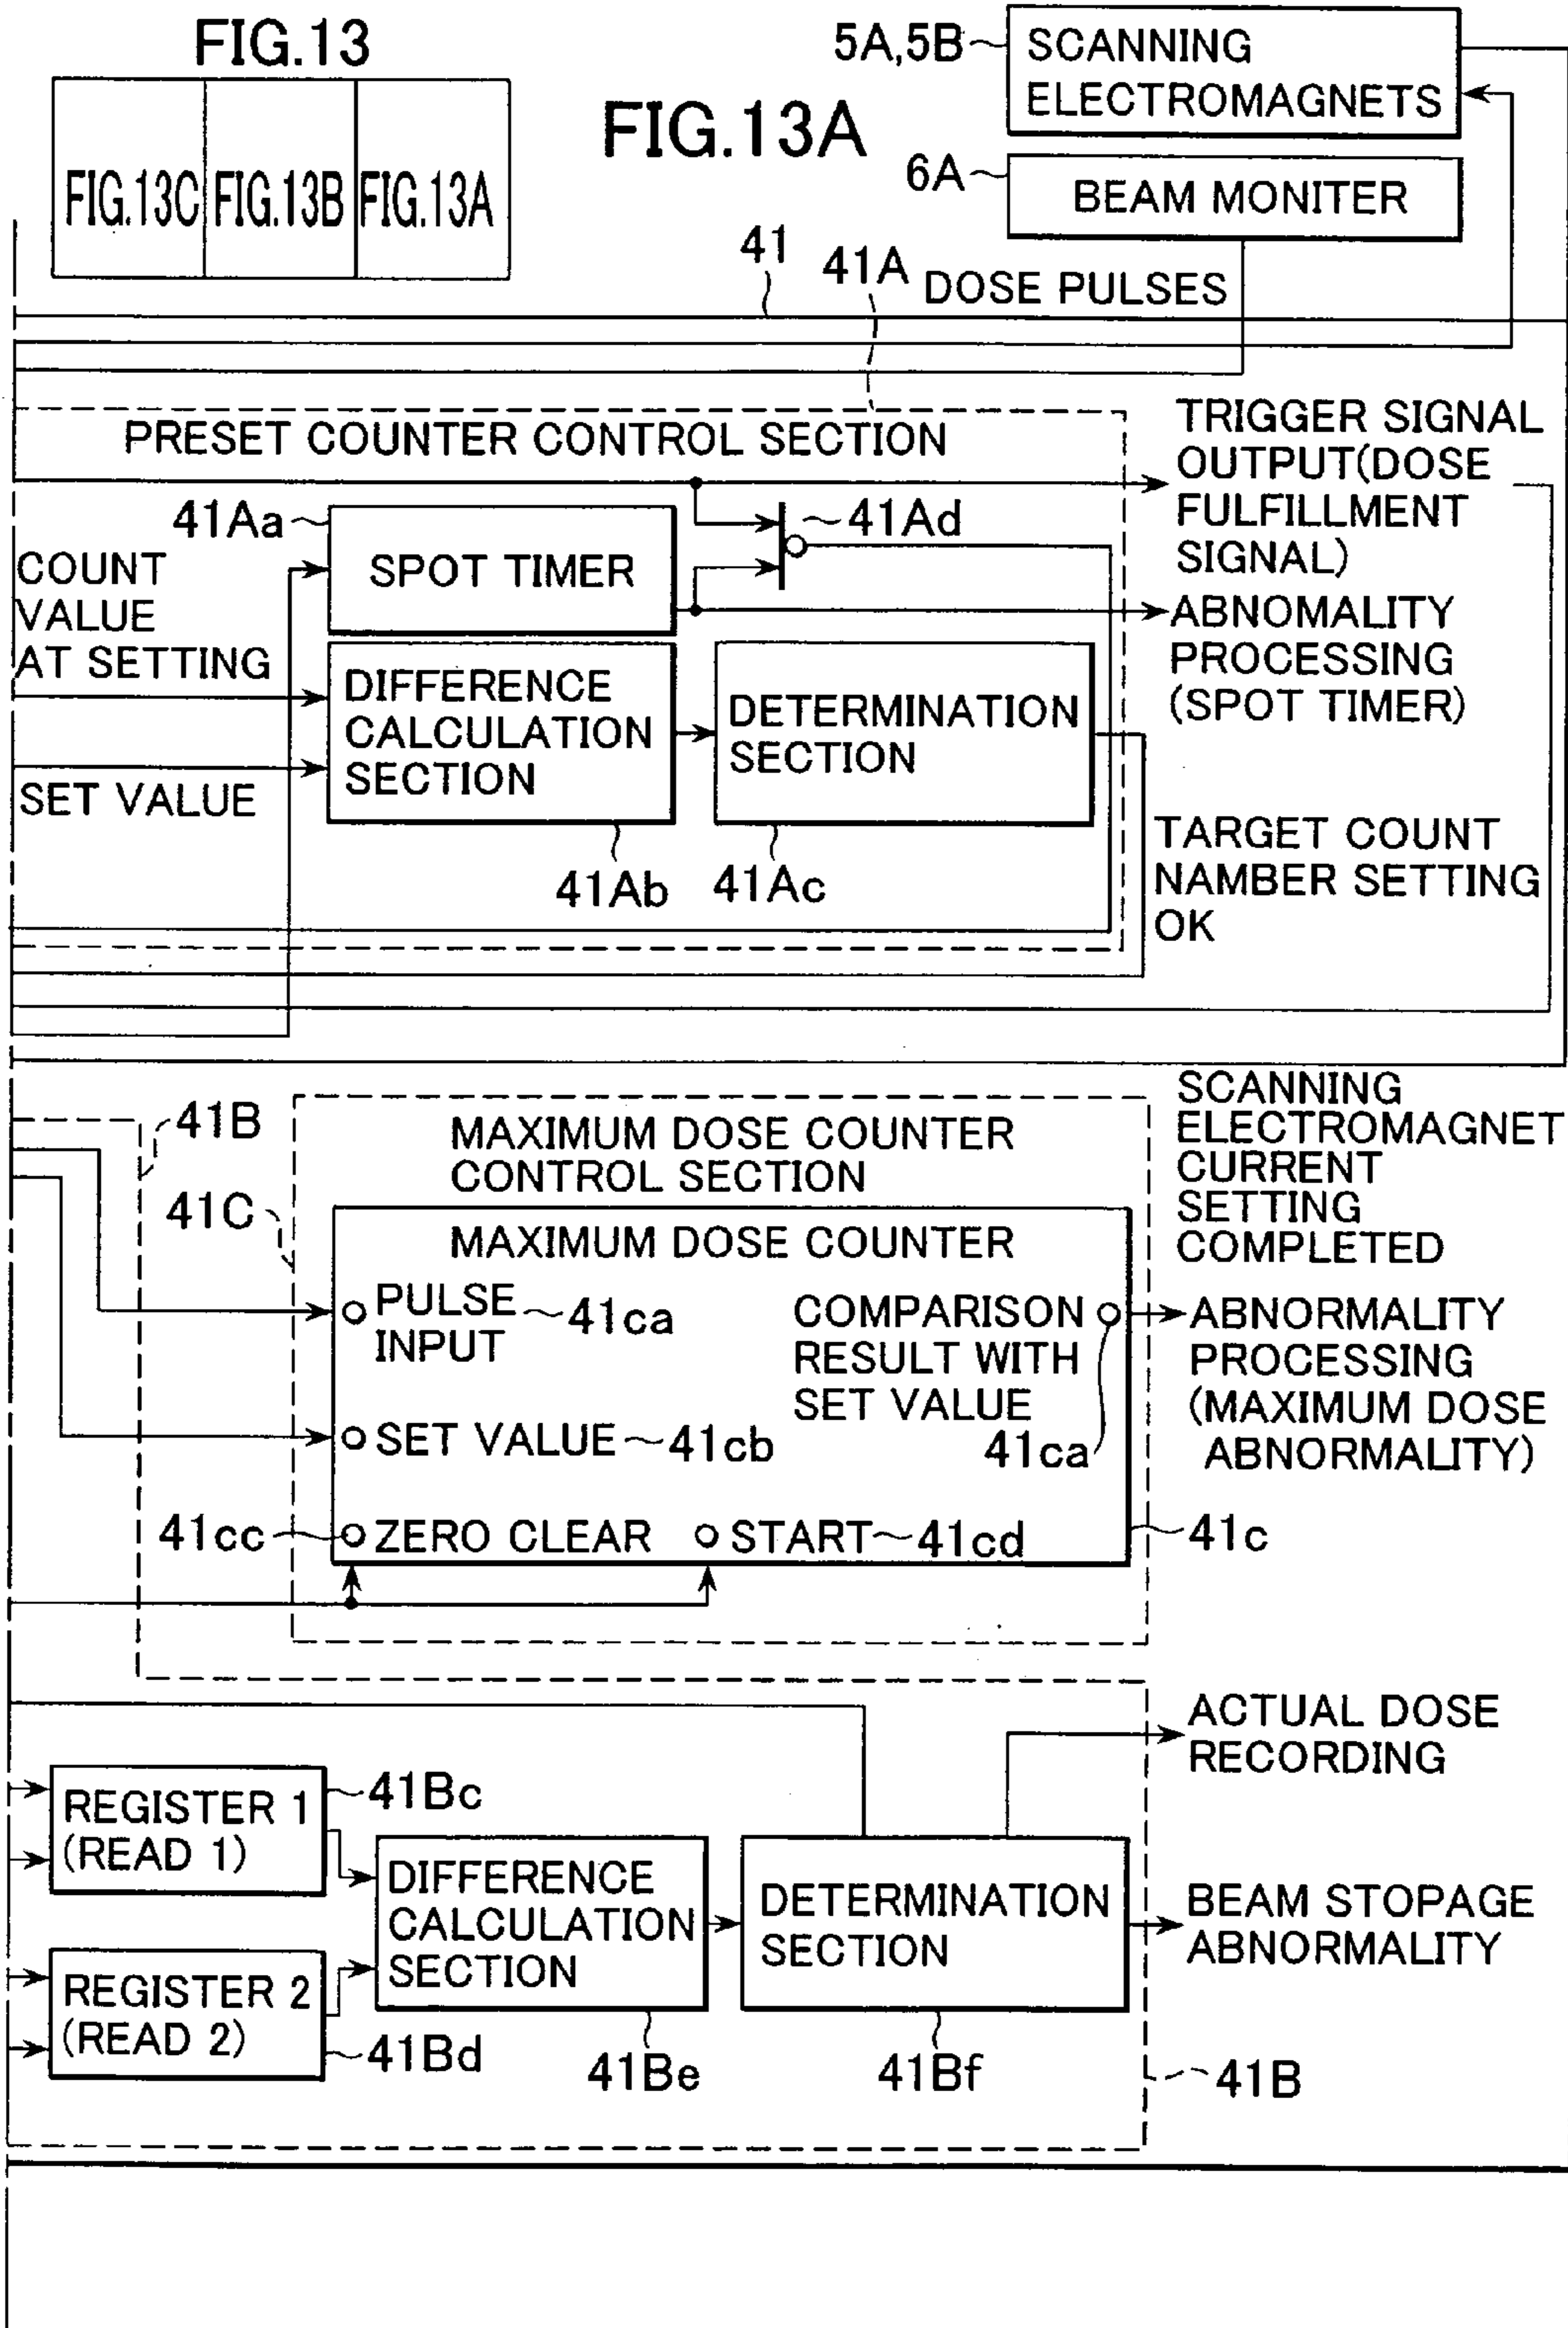 FIG.13
FIG.13C
FIG.13B
FIG.13A
FIG.13A
5A,5B
SCANNING
ELECTROMAGNETS
6A
BEAM MONITER
41
41A
DOSE PULSES
PRESET COUNTER CONTROL SECTION
TRIGGER SIGNAL
OUTPUT(DOSE
FULFILLMENT
SIGNAL)
41Aa
SPOT TIMER
41Ad
COUNT
VALUE
AT SETTING
ABNOMALITY
PROCESSING
(SPOT TIMER)
DIFFERENCE
CALCULATION
SECTION
DETERMINATION
SECTION
SET VALUE
41Ab
41Ac
TARGET COUNT
NAMBER SETTING
OK
SCANNING
ELECTROMAGNET
CURRENT
SETTING
COMPLETED
41B
MAXIMUM DOSE COUNTER
CONTROL SECTION
41C
MAXIMUM DOSE COUNTER
PULSE
INPUT
41ca
COMPARISON
RESULT WITH
SET VALUE
41ca
ABNORMALITY
PROCESSING
(MAXIMUM DOSE
ABNORMALITY)
SET VALUE
41cb
41cc
ZERO CLEAR
START
41cd
41c
ACTUAL DOSE
RECORDING
REGISTER 1
(READ 1)
41Bc
DIFFERENCE
CALCULATION
SECTION
DETERMINATION
SECTION
BEAM STOPAGE
ABNORMALITY
REGISTER 2
(READ 2)
41Bd
41Be
41Bf
41B